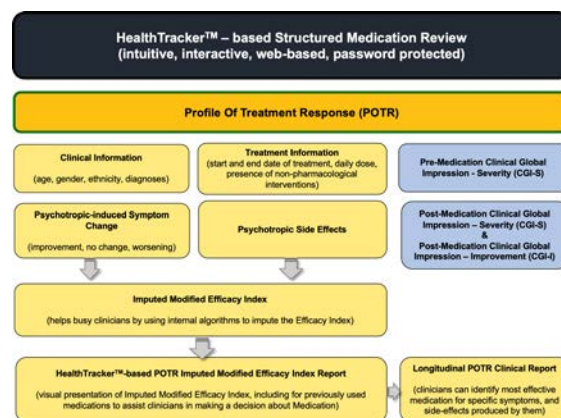 HealthTracker™ – based Structured Medication Review
(intuitive, interactive, web-based, password protected)
Profile Of Treatment Response (POTR)
Clinical Information
(age, gender, ethnicity, diagnoses)
Treatment Information
(start and end date of treatment, daily dose,
presence of non-pharmacological
interventions)
Pre-Medication Clinical Global
Impression - Severity (CGI-S)
Psychotropic-induced Symptom
Change
(improvement, no change, worsening)
Psychotropic Side Effects
Post-Medication Clinical Global
Impression – Severity (CGI-S)
&
Post-Medication Clinical Global
Impression – Improvement (CGI-I)
Imputed Modified Efficacy Index
(helps busy clinicians by using internal algorithms to impute the Efficacy Index)
HealthTracker™-based POTR Imputed Modified Efficacy Index Report
(visual presentation of Imputed Modified Efficacy Index, including for previously used
medications to assist clinicians in making a decision about Medication)
Longitudinal POTR Clinical Report
(clinicians can identify most effective
medication for specific symptoms, and
side-effects produced by them)